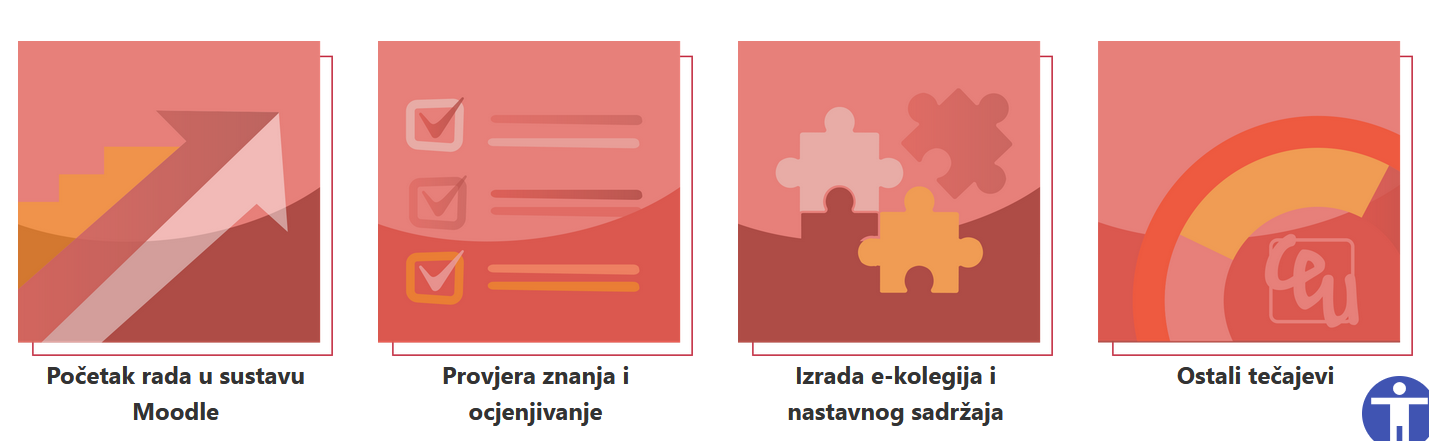 ceu
Početak rada u sustavu
Moodle
Provjera znanja i
ocjenjivanje
Izrada e-kolegija i
nastavnog sadržaja
Ostali tečajevi